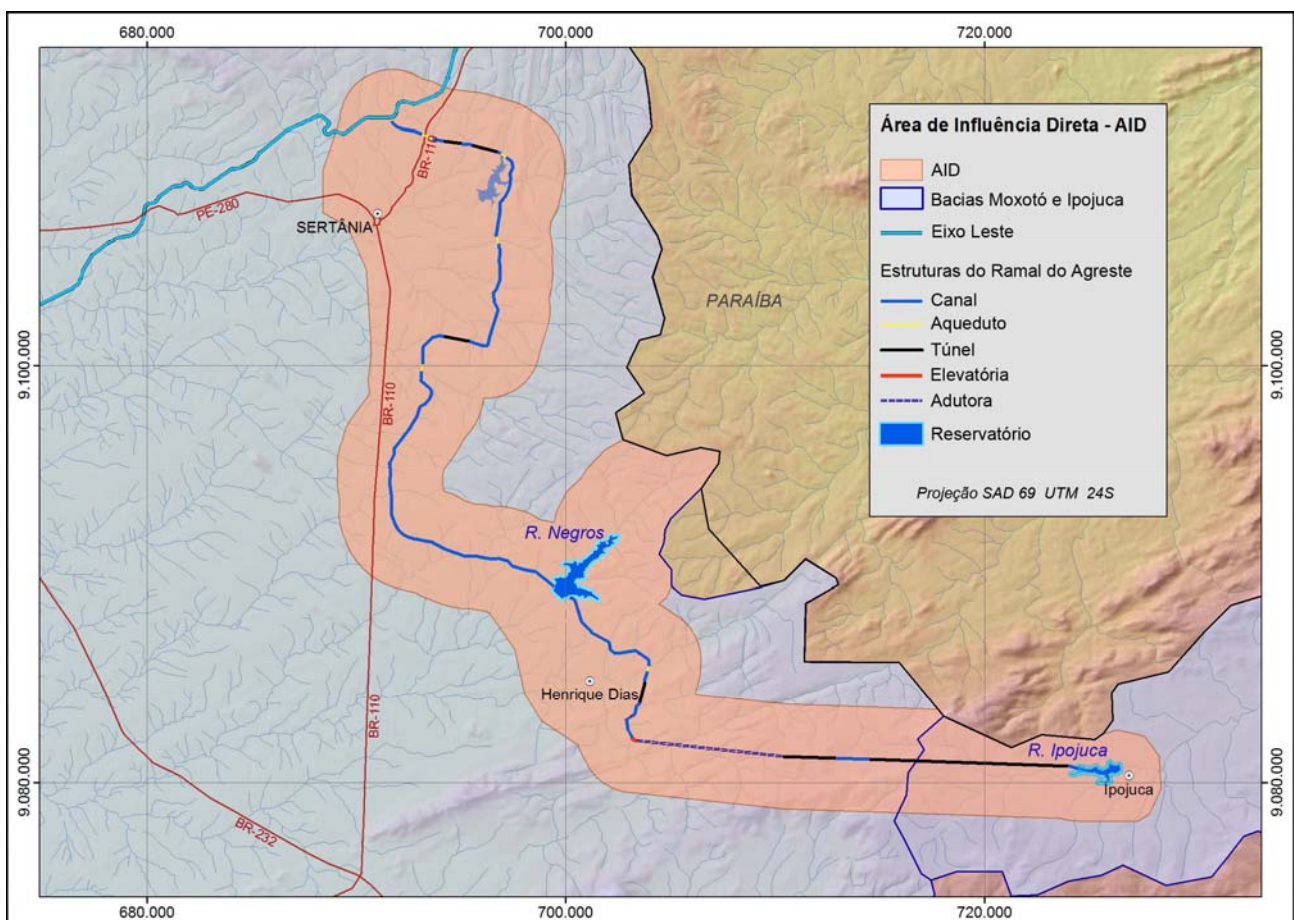 680.000
700.000
720.000
Área de Influência Direta - AID
AID
Bacias Moxotó e Ipojuca
Eixo Leste
Estruturas do Ramal do Agreste
Canal
Aqueduto
Túnel
Elevatória
Adutora
Reservatório
Projeção SAD 69 UTM 24S
BR-110
PE-280
SERTÂNIA
PARAÍBA
9.100.000
9.100.000
BR-110
R. Negros
Henrique Dias
BR-110
R. Ipojuca
Ipojuca
9.080.000
9.080.000
BR-232
680.000
700.000
720.000